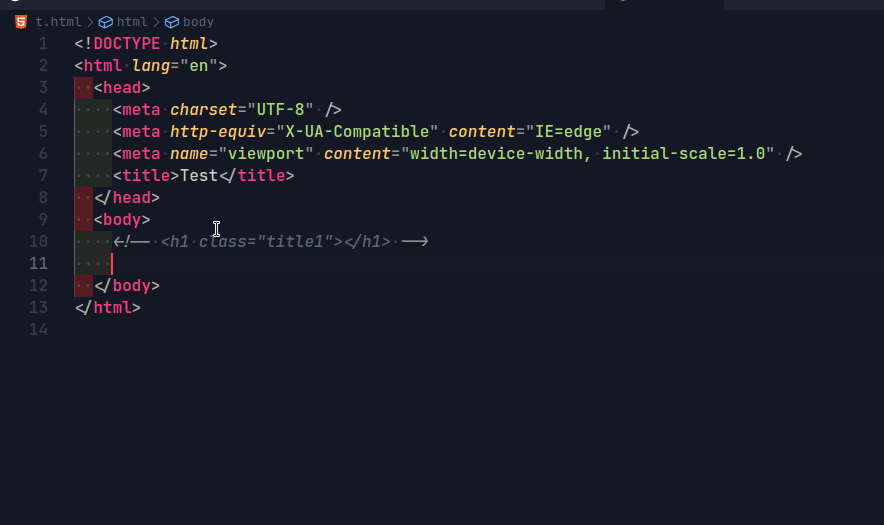 t.html > html > body
1 <!DOCTYPE html>
2 <html lang="en">
3   <head>
4     <meta charset="UTF-8" />
5     <meta http-equiv="X-UA-Compatible" content="IE=edge" />
6     <meta name="viewport" content="width=device-width, initial-scale=1.0" />
7     <title>Test</title>
8   </head>
9   <body>
10     <!-- <h1 class="title1"></h1> -->
11
12   </body>
13 </html>
14